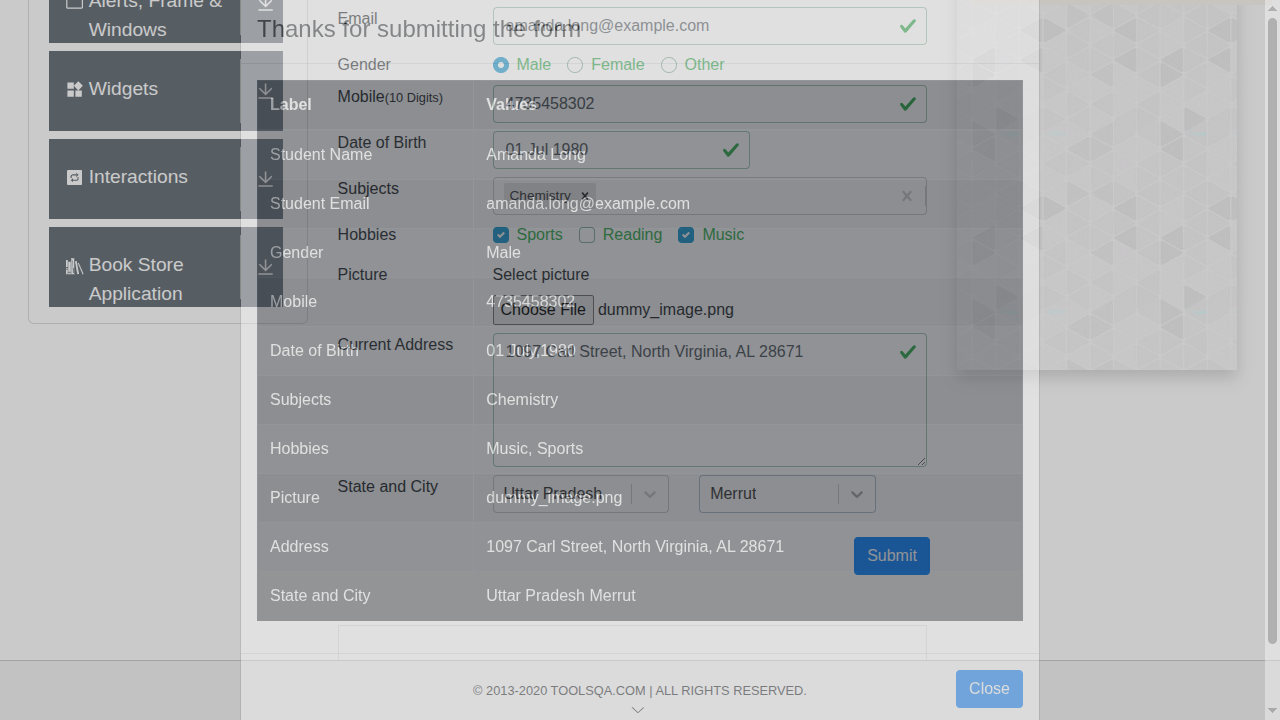 Alerts, Frame &
Windows
Widgets
Interactions
Book Store
Application
Thanks for submitting the form
Label Values
Student Name Amanda Long
Student Email amanda.long@example.com
Gender Male
Mobile 4735458302
Date of Birth 01 July,1980
Subjects Chemistry
Hobbies Music, Sports
Picture dummy_image.png
Address 1097 Carl Street, North Virginia, AL 28671
State and City Uttar Pradesh Merrut
Close
Email amanda.long@example.com
Gender Male Female Other
Mobile(10 Digits) 4735458302
Date of Birth 01 Jul 1980
Subjects Chemistry
Hobbies Sports Reading Music
Picture Select picture
Choose File dummy_image.png
Current Address 1097 Carl Street, North Virginia, AL 28671
State and City Uttar Pradesh Merrut
Submit
© 2013-2020 TOOLSQA.COM | ALL RIGHTS RESERVED.